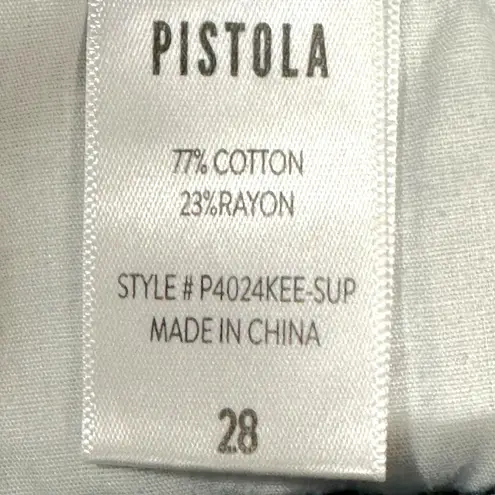 PISTOLA
77% COTTON
23%RAYON
STYLE # P4024KEE-SUP
MADE IN CHINA
28